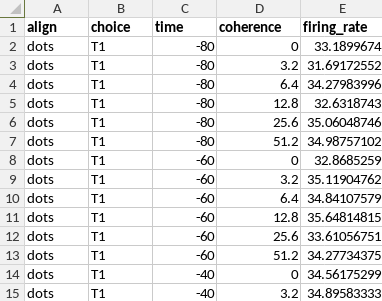 A B C D E
1 align choice time coherence firing_rate
2 dots T1 -80 0 33.1899674
3 dots T1 -80 3.2 31.69172552
4 dots T1 -80 6.4 34.27983996
5 dots T1 -80 12.8 32.6318743
6 dots T1 -80 25.6 35.06048746
7 dots T1 -80 51.2 34.98757102
8 dots T1 -60 0 32.8685259
9 dots T1 -60 3.2 35.11904762
10 dots T1 -60 6.4 34.84107579
11 dots T1 -60 12.8 35.64814815
12 dots T1 -60 25.6 33.61056751
13 dots T1 -60 51.2 34.27734375
14 dots T1 -40 0 34.56175299
15 dots T1 -40 3.2 34.89583333